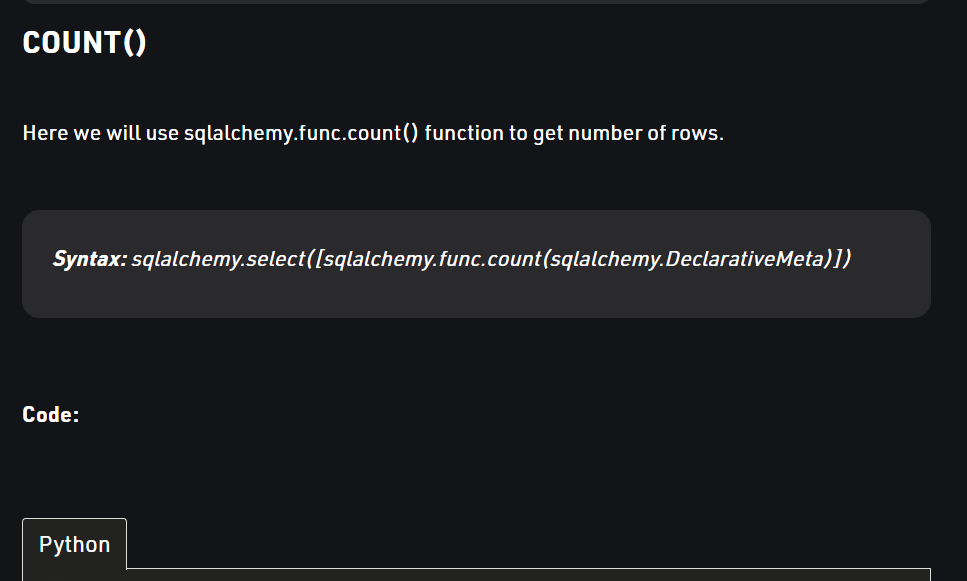 COUNT()
Here we will use sqlalchemy.func.count() function to get number of rows.
Syntax: sqlalchemy.select([sqlalchemy.func.count(sqlalchemy.DeclarativeMeta)])
Code:
Python